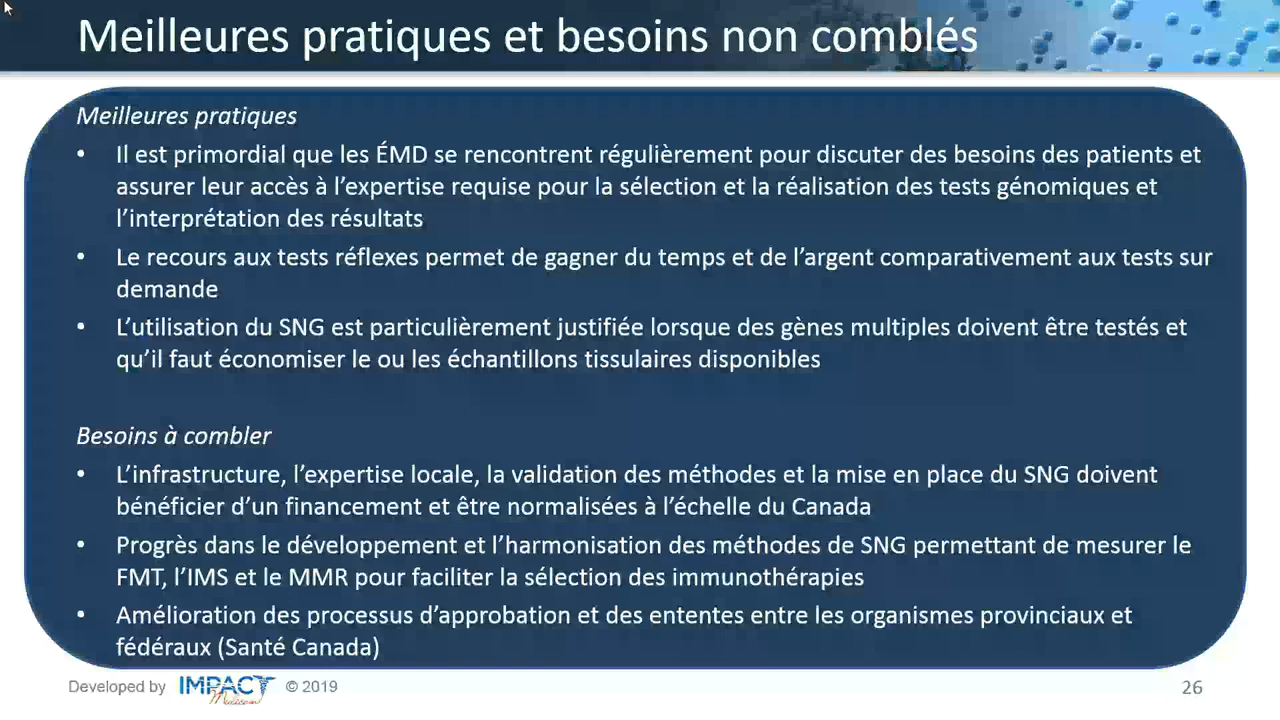 Meilleures pratiques et besoins non comblés
Meilleures pratiques
• Il est primordial que les ÉMD se rencontrent régulièrement pour discuter des besoins des patients et
assurer leur accès à l’expertise requise pour la sélection et la réalisation des tests génomiques et
l’interprétation des résultats
• Le recours aux tests réflexes permet de gagner du temps et de l’argent comparativement aux tests sur
demande
• L’utilisation du SNG est particulièrement justifiée lorsque des gènes multiples doivent être testés et
qu’il faut économiser le ou les échantillons tissulaires disponibles
Besoins à combler
• L’infrastructure, l’expertise locale, la validation des méthodes et la mise en place du SNG doivent
bénéficier d’un financement et être normalisées à l’échelle du Canada
• Progrès dans le développement et l’harmonisation des méthodes de SNG permettant de mesurer le
FMT, l’IMS et le MMR pour faciliter la sélection des immunothérapies
• Amélioration des processus d’approbation et des ententes entre les organismes provinciaux et
fédéraux (Santé Canada)
Developed by IMPACT Medicom © 2019
26